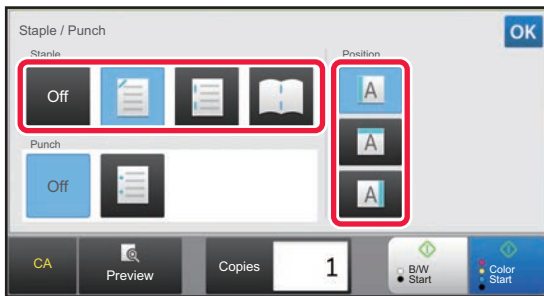 Staple / Punch
OK
Staple
Position
Off
A
Punch
A
Off
A
CA
Preview
Copies
1
B/W
Start
Color
Start